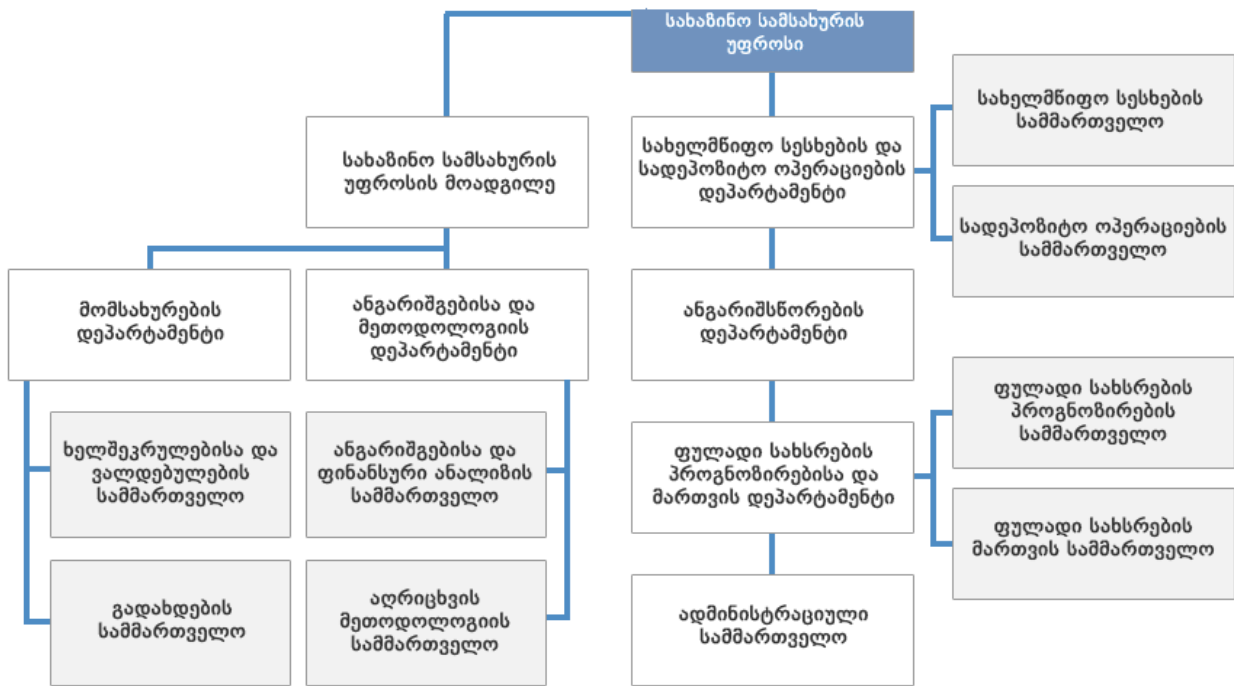 სახაზინო სამსახურის
უფროსი
სახელმწიფო სესხების
სამმართველო
სახაზინო სამსახურის
უფროსის მოადგილე
სახელმწიფო სესხების და
სადეპოზიტო ოპერაციების
დეპარტამენტი
სადეპოზიტო ოპერაციების
სამმართველო
მომსახურების
დეპარტამენტი
ანგარიშგებისა და
მეთოდოლოგიის
დეპარტამენტი
ანგარიშსწორების
დეპარტამენტი
ფულადი სახსრების
პროგნოზირების
სამმართველო
ხელშეკრულებისა და
ვალდებულების
სამმართველო
ანგარიშგებისა და
ფინანსური ანალიზის
სამმართველო
ფულადი სახსრების
პროგნოზირებისა და
მართვის დეპარტამენტი
ფულადი სახსრების
მართვის სამმართველო
გადახდების
სამმართველო
აღრიცხვის
მეთოდოლოგიის
სამმართველო
ადმინისტრაციული
სამმართველო